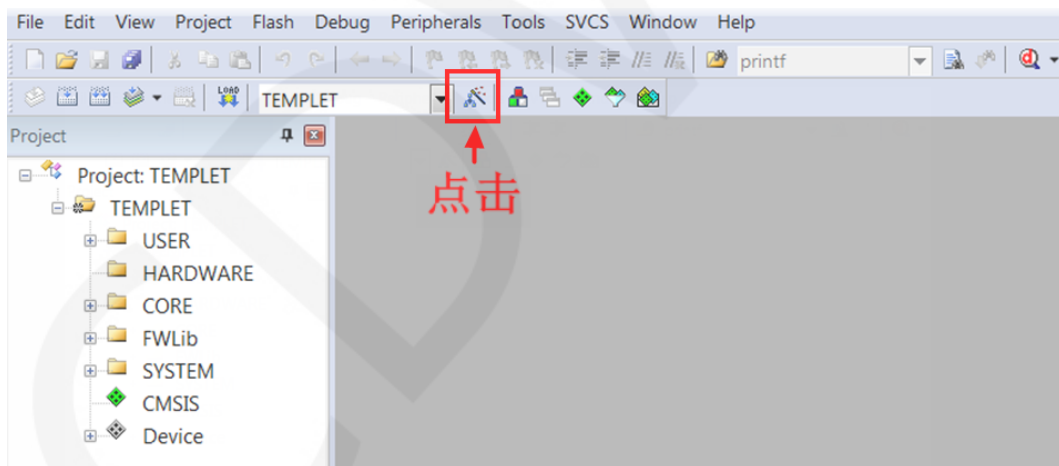 File Edit View Project Flash Debug Peripherals Tools SVCS Window Help
printf
LOAD
TEMPLET
Project
点击
Project: TEMPLET
TEMPLET
USER
HARDWARE
CORE
FWLib
SYSTEM
CMSIS
Device